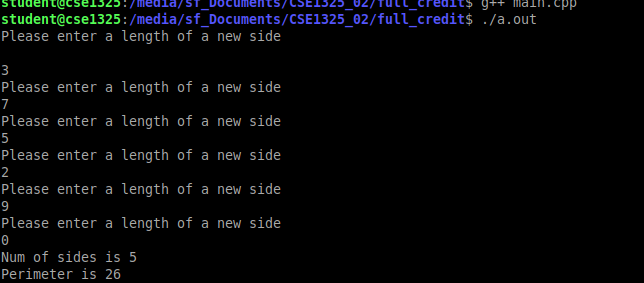 student@cse1325:/media/sf_Documents/CSE1325_02/full_credit$ g++ main.cpp
student@cse1325:/media/sf_Documents/CSE1325_02/full_credit$ ./a.out
Please enter a length of a new side
3
Please enter a length of a new side
7
Please enter a length of a new side
5
Please enter a length of a new side
2
Please enter a length of a new side
9
Please enter a length of a new side
0
Num of sides is 5
Perimeter is 26